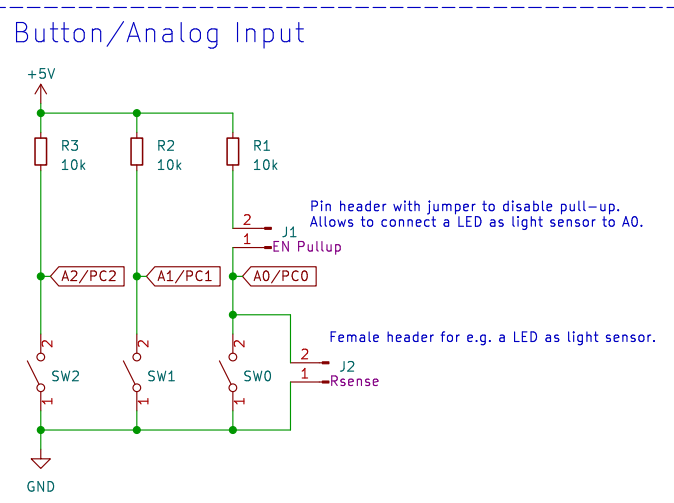 Button/Analog Input
+5V
R3
10k
R2
10k
R1
10k
Pin header with jumper to disable pull-up.
Allows to connect a LED as light sensor to A0.
2
J1
1
EN Pullup
A2/PC2
A1/PC1
A0/PC0
Female header for e.g. a LED as light sensor.
2
2
2
2
J2
1
Rsense
SW2
SW1
SW0
1
1
1
GND